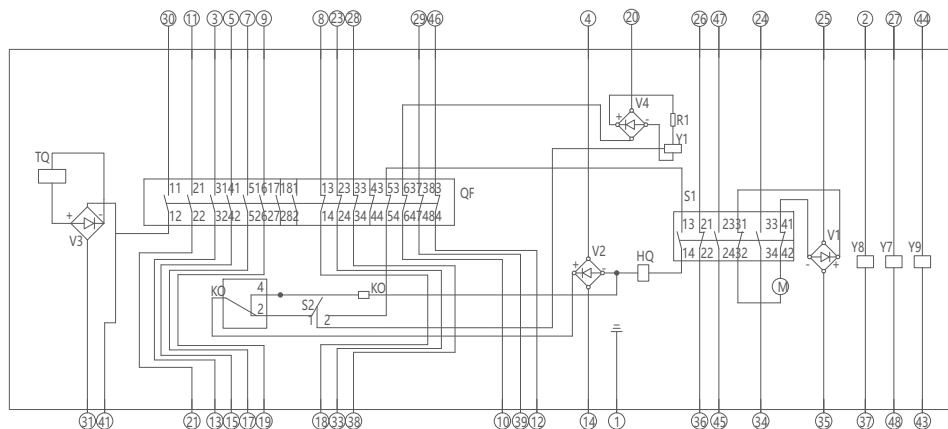 30 11 3 5 7 9 8 23 28 29 46 4 20 26 47 24 25 2 27 44
V4
+ -
R1
Y1
TQ
11 21 31 41 51 61 71 81 13 23 33 43 53 63 73 83
QF
12 22 32 42 52 62 72 82 14 24 34 44 54 64 74 84
S1
13 21 23 31 33 41
14 22 24 32 34 42
+ -
V3
V2
+ -
HQ
V1
- +
Y8 Y7 Y9
M
KO
4
2
KO
S2
1 2
31 41 21 13 15 17 19 18 33 38 10 39 12 14 1 36 45 34 35 37 48 43